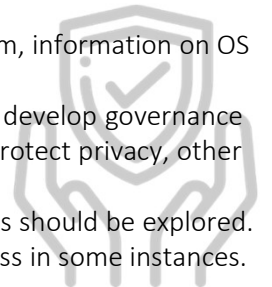 m, information on OS
develop governance
rotect privacy, other
s should be explored.
ss in some instances.